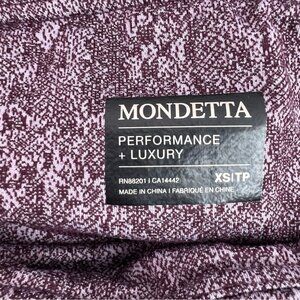 MONDETTA
PERFORMANCE
+ LUXURY
RN88201 | CA14442 XS|TP
MADE IN CHINA | FABRIQUÉ EN CHINE